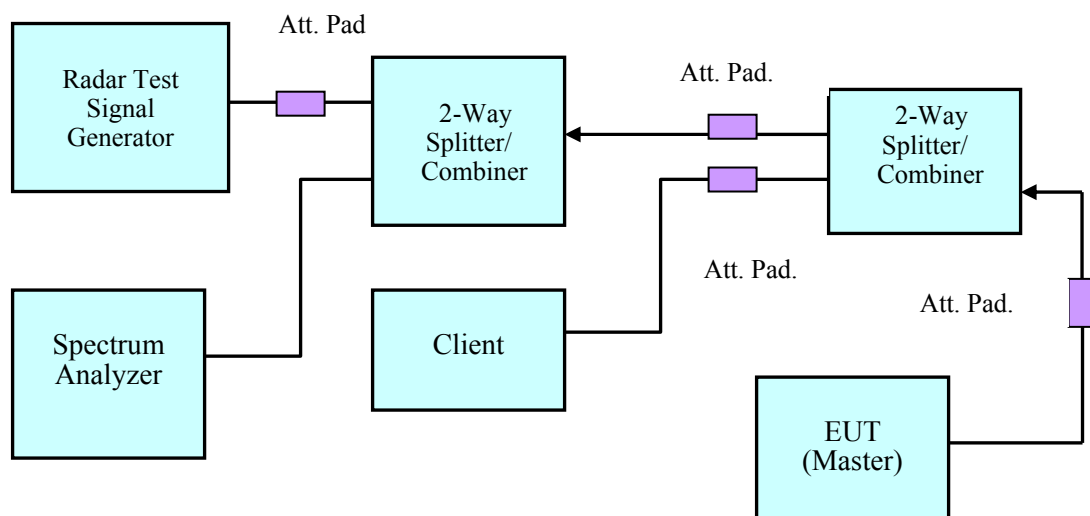 Att. Pad
Radar Test
Signal
Generator
2-Way
Splitter/
Combiner
Att. Pad.
2-Way
Splitter/
Combiner
Att. Pad.
Att. Pad.
Spectrum
Analyzer
Client
EUT
(Master)